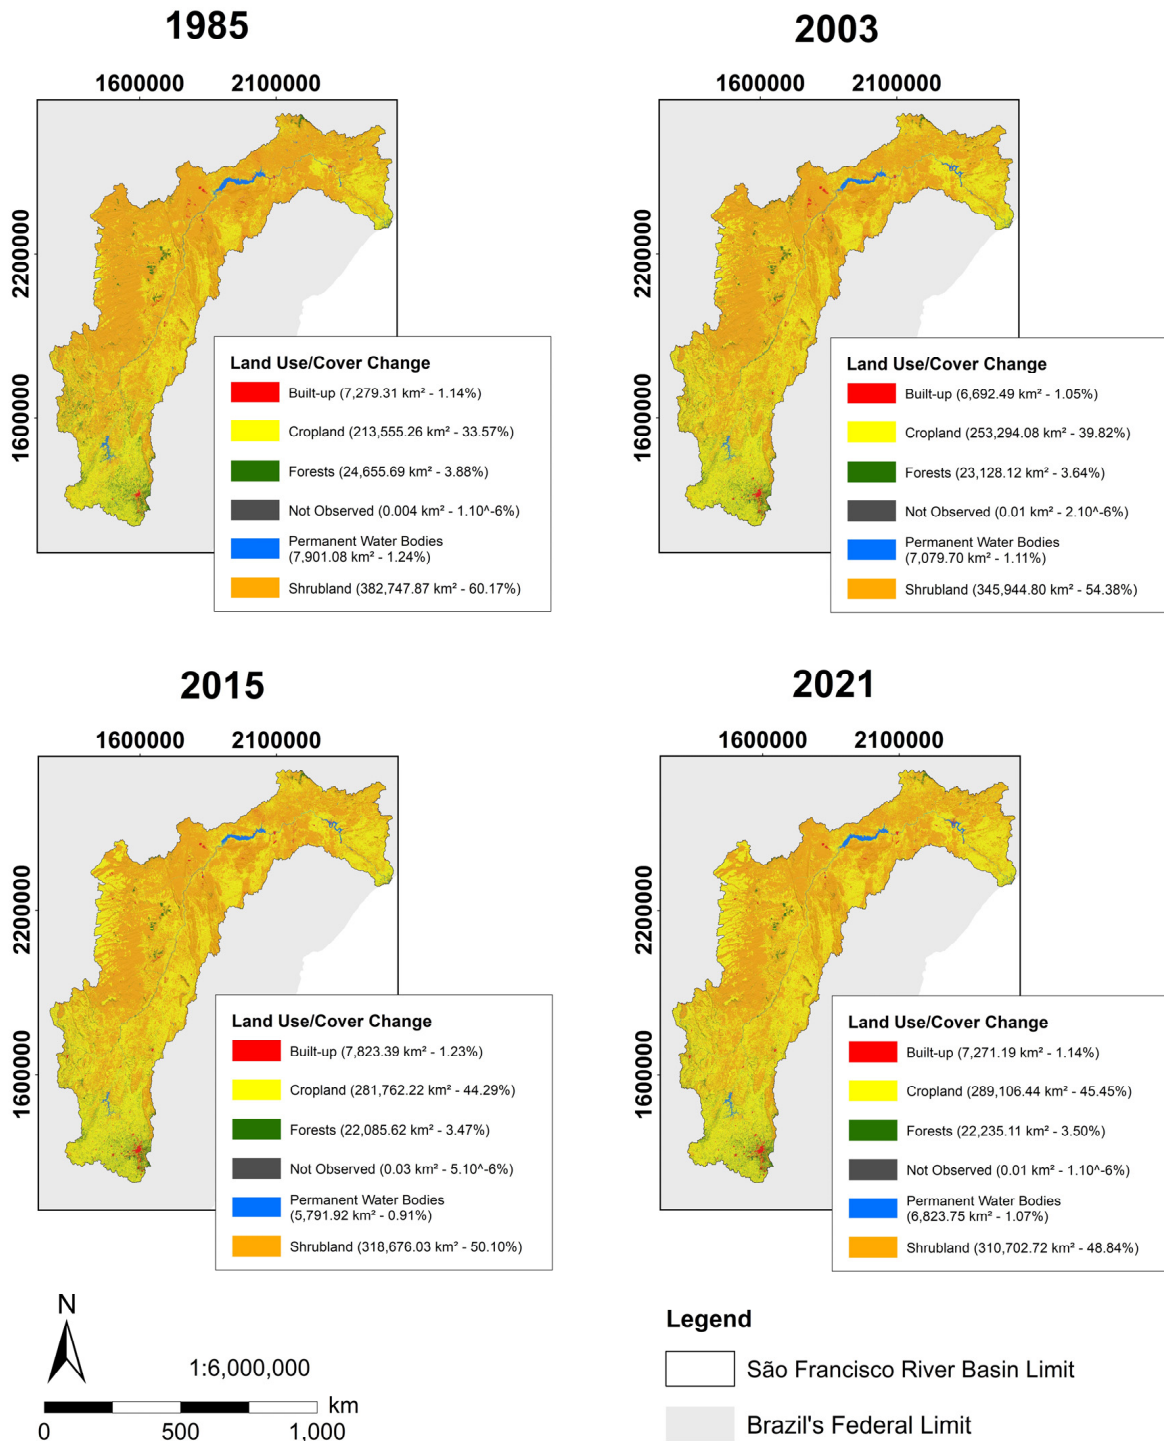 1985
1600000 2100000
2200000
1600000
Land Use/Cover Change
Built-up (7,279.31 km² - 1.14%)
Cropland (213,555.26 km² - 33.57%)
Forests (24,655.69 km² - 3.88%)
Not Observed (0.004 km² - 1.10^-6%)
Permanent Water Bodies
(7,901.08 km² - 1.24%)
Shrubland (382,747.87 km² - 60.17%)
2003
1600000 2100000
2200000
1600000
Land Use/Cover Change
Built-up (6,692.49 km² - 1.05%)
Cropland (253,294.08 km² - 39.82%)
Forests (23,128.12 km² - 3.64%)
Not Observed (0.01 km² - 2.10^-6%)
Permanent Water Bodies
(7,079.70 km² - 1.11%)
Shrubland (345,944.80 km² - 54.38%)
2015
1600000 2100000
2200000
1600000
Land Use/Cover Change
Built-up (7,823.39 km² - 1.23%)
Cropland (281,762.22 km² - 44.29%)
Forests (22,085.62 km² - 3.47%)
Not Observed (0.03 km² - 5.10^-6%)
Permanent Water Bodies
(5,791.92 km² - 0.91%)
Shrubland (318,676.03 km² - 50.10%)
2021
1600000 2100000
2200000
1600000
Land Use/Cover Change
Built-up (7,271.19 km² - 1.14%)
Cropland (289,106.44 km² - 45.45%)
Forests (22,235.11 km² - 3.50%)
Not Observed (0.01 km² - 1.10^-6%)
Permanent Water Bodies
(6,823.75 km² - 1.07%)
Shrubland (310,702.72 km² - 48.84%)
N
1:6,000,000
km
0 500 1,000
Legend
São Francisco River Basin Limit
Brazil's Federal Limit